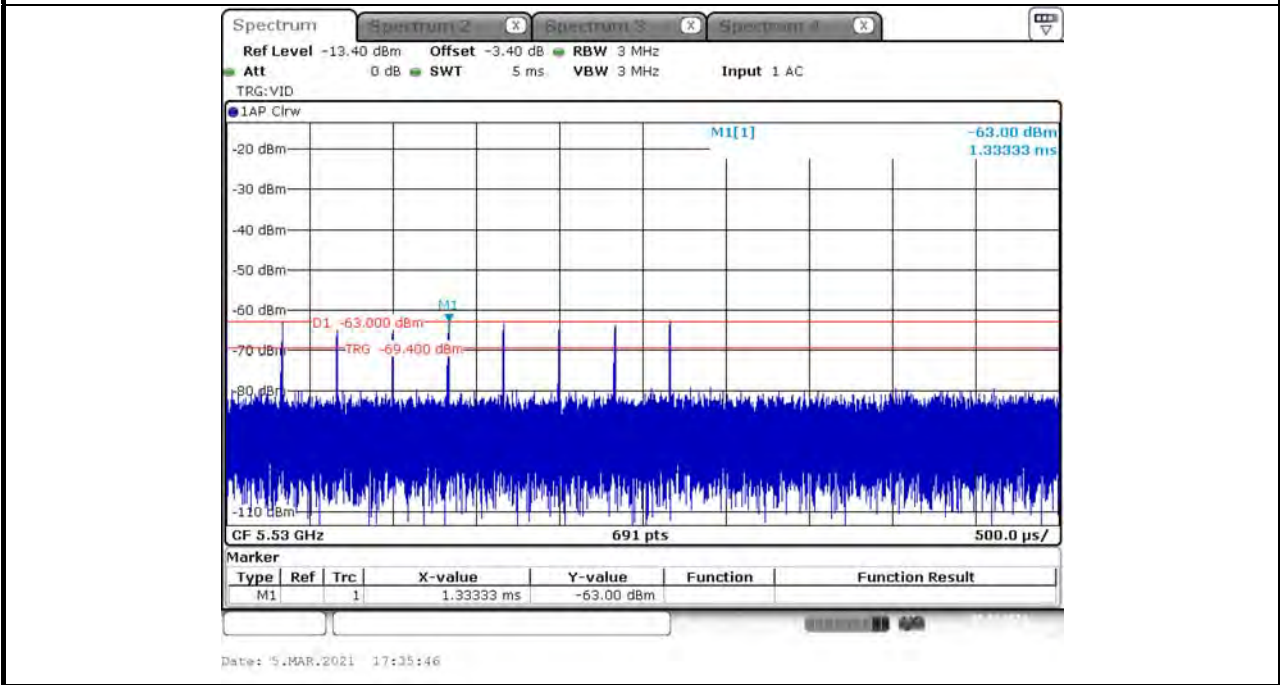 Spectrum Spectrum 2 X Spectrum 3 X Spectrum 4 X
Ref Level -13.40 dBm Offset -3.40 dB RBW 3 MHz
Att 0 dB SWT 5 ms VBW 3 MHz Input 1 AC
TRG:VID
1AP Clrw
M1[1] -63.00 dBm
-20 dBm 1.33333 ms
-30 dBm
-40 dBm
-50 dBm
-60 dBm M1
D1 -63.000 dBm
-70 dBm TRG -69.400 dBm
-80 dBm
-110 dBm
CF 5.53 GHz 691 pts 500.0 µs/
Marker
Type Ref Trc X-value Y-value Function Function Result
M1 1 1.33333 ms -63.00 dBm
Date: 5.MAR.2021 17:35:46